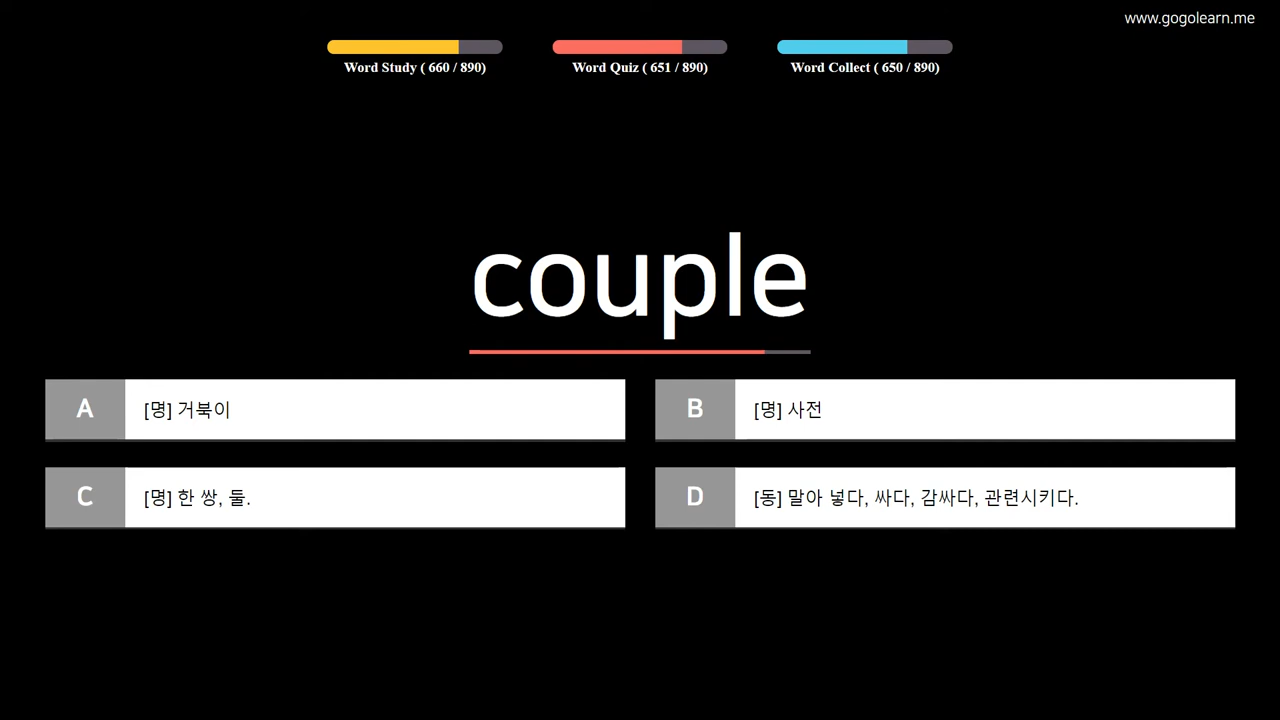 www.gogolearn.me
Word Study ( 660 / 890)
Word Quiz ( 651 / 890)
Word Collect ( 650 / 890)
couple
A [명] 거북이
B [명] 사전
C [명] 한 쌍, 둘.
D [동] 말아 넣다, 싸다, 감싸다, 관련시키다.